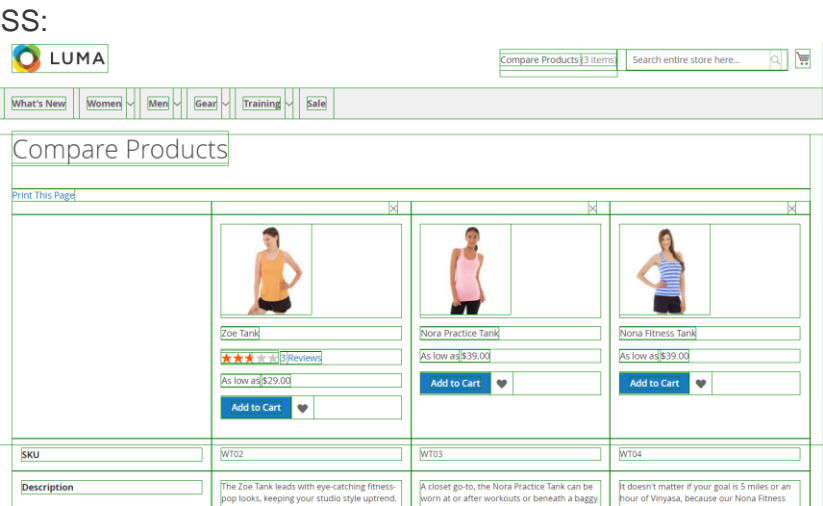 SS:
LUMA
Compare Products (3 items)
Search entire store here...
What's New Women Men Gear Training Sale
Compare Products
Print This Page
Zoe Tank
3 Reviews
As low as $29.00
Add to Cart
Nora Practice Tank
As low as $39.00
Add to Cart
Nona Fitness Tank
As low as $39.00
Add to Cart
SKU
WT02
WT03
WT04
Description
The Zoe Tank leads with eye-catching fitness-
pop looks, keeping your studio style uptrend.
A closet go-to, the Nora Practice Tank can be
worn at or after workouts or beneath a baggy
It doesn't matter if your goal is 5 miles or an
hour of Vinyasa, because our Nona Fitness